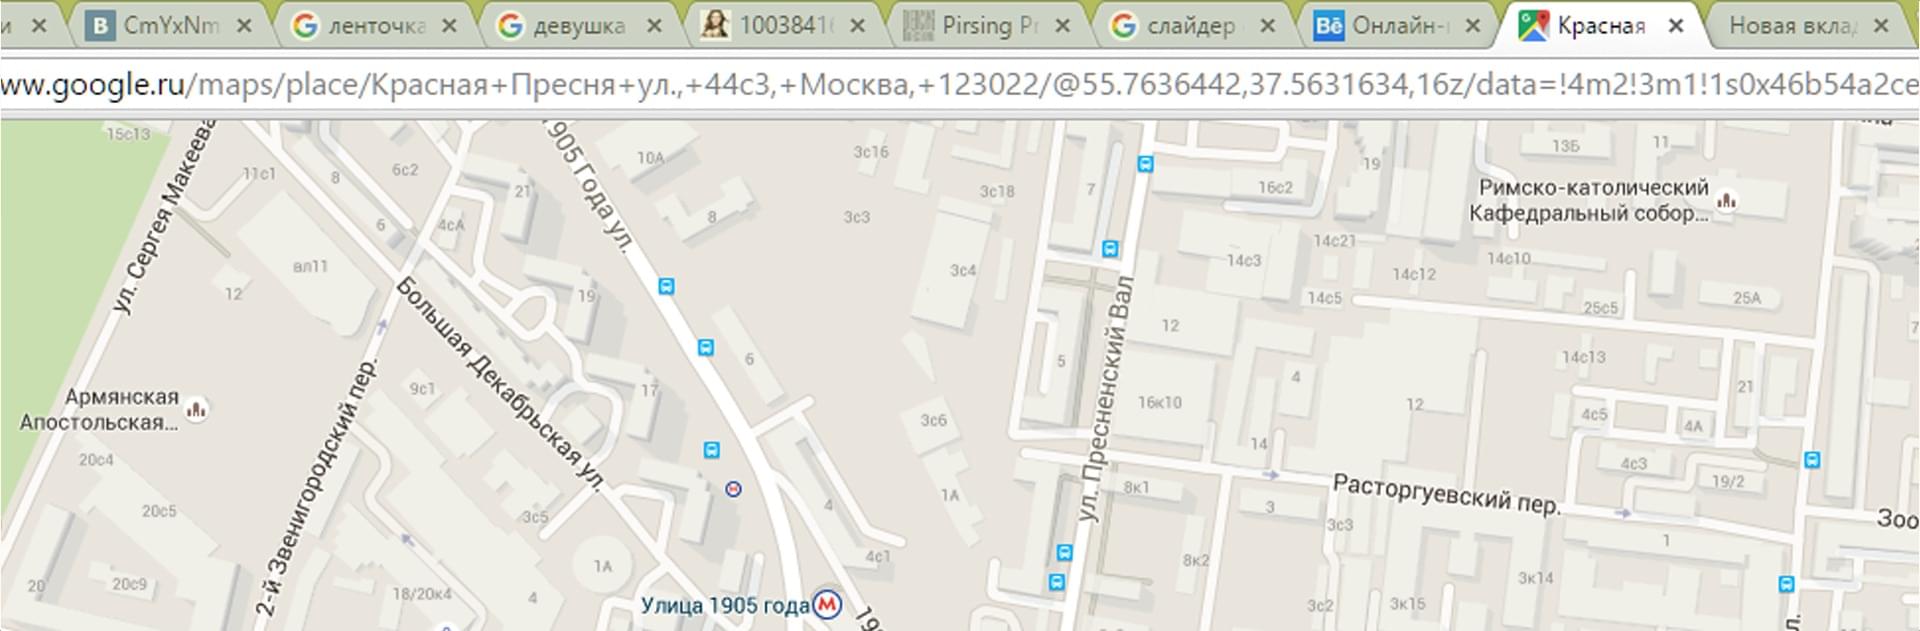 и
CmYxNm
ленточка
девушка
10038416
Pirsing Pr
слайдер
Онлайн-
Красная
Новая вклад
ww.google.ru/maps/place/Красная+Пресня+ул.,+44с3,+Москва,+123022/@55.7636442,37.5631634,16z/data=!4m2!3m1!1s0x46b54a2ce
15с13
ул. Сергея Макеева
11с1
8
6с2
21
1905 Года ул.
10А
3с16
3с18
7
16с2
19
13Б
11
Римско-католический
Кафедральный собор...
6
4сА
8
3с3
14с21
14с3
14с12
14с10
вл11
12
19
3с4
14с5
25с5
25А
Большая Декабрьская ул.
ул. Пресненский Вал
12
6
5
14с13
17
9с1
4
21
Армянская
Апостольская...
2-й Звенигородский пер.
3с6
16к10
12
4с5
4А
14
20с4
4с3
19/2
20с5
3с5
1А
4
8к1
3
Расторгуевский пер.
3с3
Зоо
1
4с1
1А
8к2
3к14
20
20с9
18/20к4
4
Улица 1905 года
М
190
3с2
3к15
л.